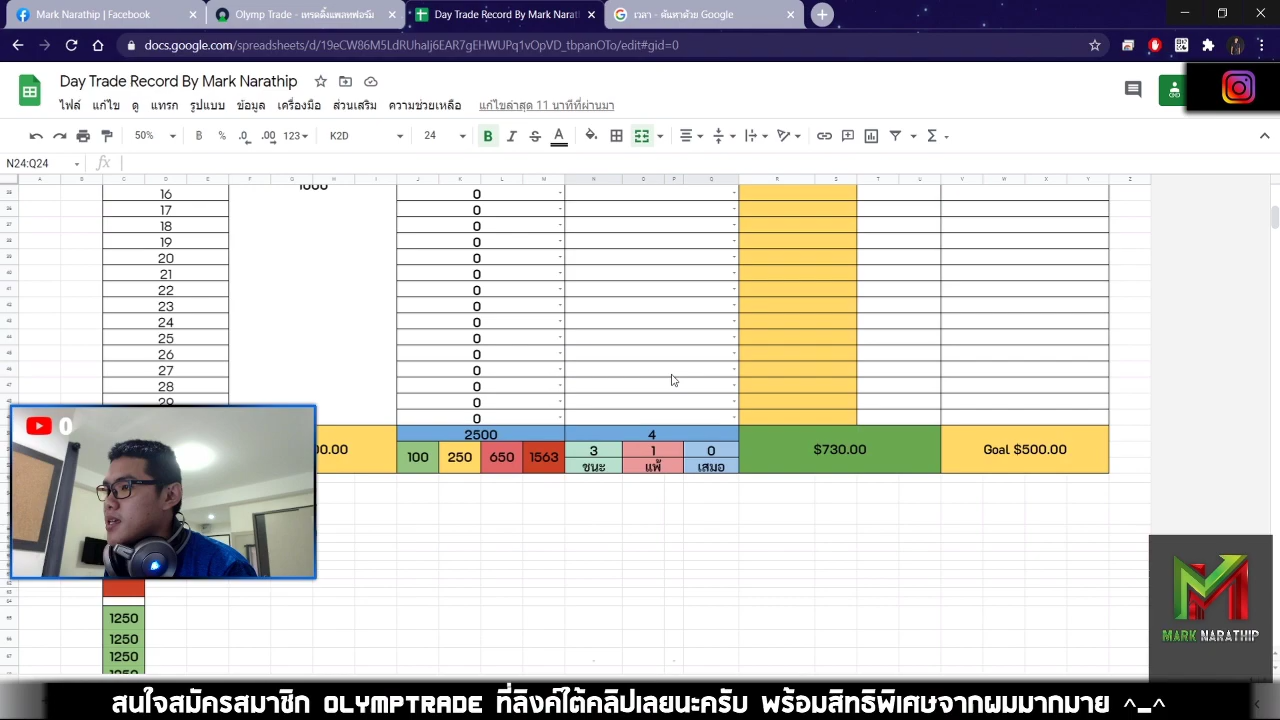 Mark Narathip | Facebook
Olymp Trade - เทรดดิ้งแพลทฟอร์ม
Day Trade Record By Mark Narat
เวลา - ค้นหาด้วย Google
docs.google.com/spreadsheets/d/19eCW86M5LdRUhaIj6EAR7gEHWUPq1vOpVD_tbpanOTo/edit#gid=0
Day Trade Record By Mark Narathip
ไฟล์ แก้ไข ดู แทรก รูปแบบ ข้อมูล เครื่องมือ ส่วนเสริม ความช่วยเหลือ แก้ไขล่าสุด 11 นาทีที่ผ่านมา
50% B % .0 .00 123 K2D 24 B I S A
N24:Q24 fx
1000
16 0 - -
17 0 - -
18 0 - -
19 0 - -
20 0 - -
21 0 - -
22 0 - -
23 0 - -
24 0 - -
25 0 - -
26 0 - -
27 0 - -
28 0 - -
29 0 - -
0 - -
2500 4
00.00 100 250 650 1563 3 1 0 $730.00 Goal $500.00
ชนะ แพ้ เสมอ
0
1250
1250
1250
1250
MARK NARATHIP
สนใจสมัครสมาชิก OLYMPTRADE ที่ลิงค์ใต้คลิปเลยนะครับ พร้อมสิทธิพิเศษจากผมมากมาย ^_^